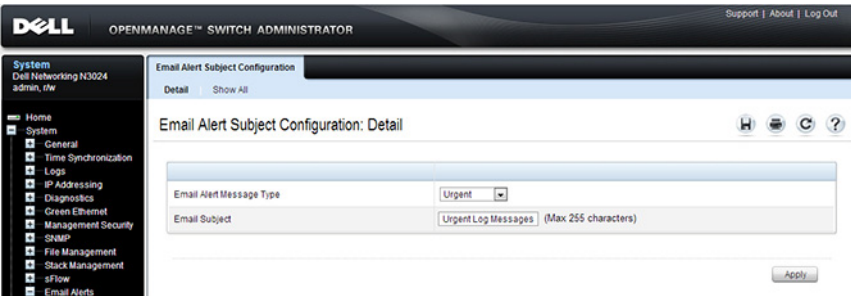 Support | About | Log Out
DELL OPENMANAGE™ SWITCH ADMINISTRATOR
System
Dell Networking N3024
admin, r/w
Home
System
General
Time Synchronization
Logs
IP Addressing
Diagnostics
Green Ethernet
Management Security
SNMP
File Management
Stack Management
sFlow
Email Alerts
Email Alert Subject Configuration
Detail Show All
Email Alert Subject Configuration: Detail
?
Email Alert Message Type Urgent
Email Subject Urgent Log Messages (Max 255 characters)
Apply